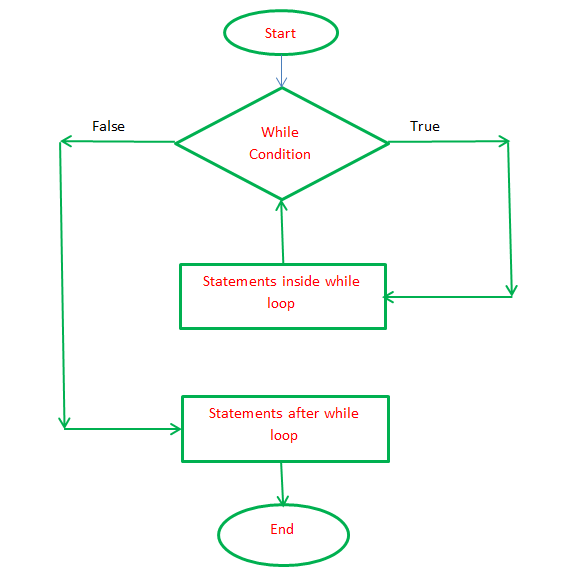 Start
False
True
While
Condition
Statements inside while
loop
Statements after while
loop
End